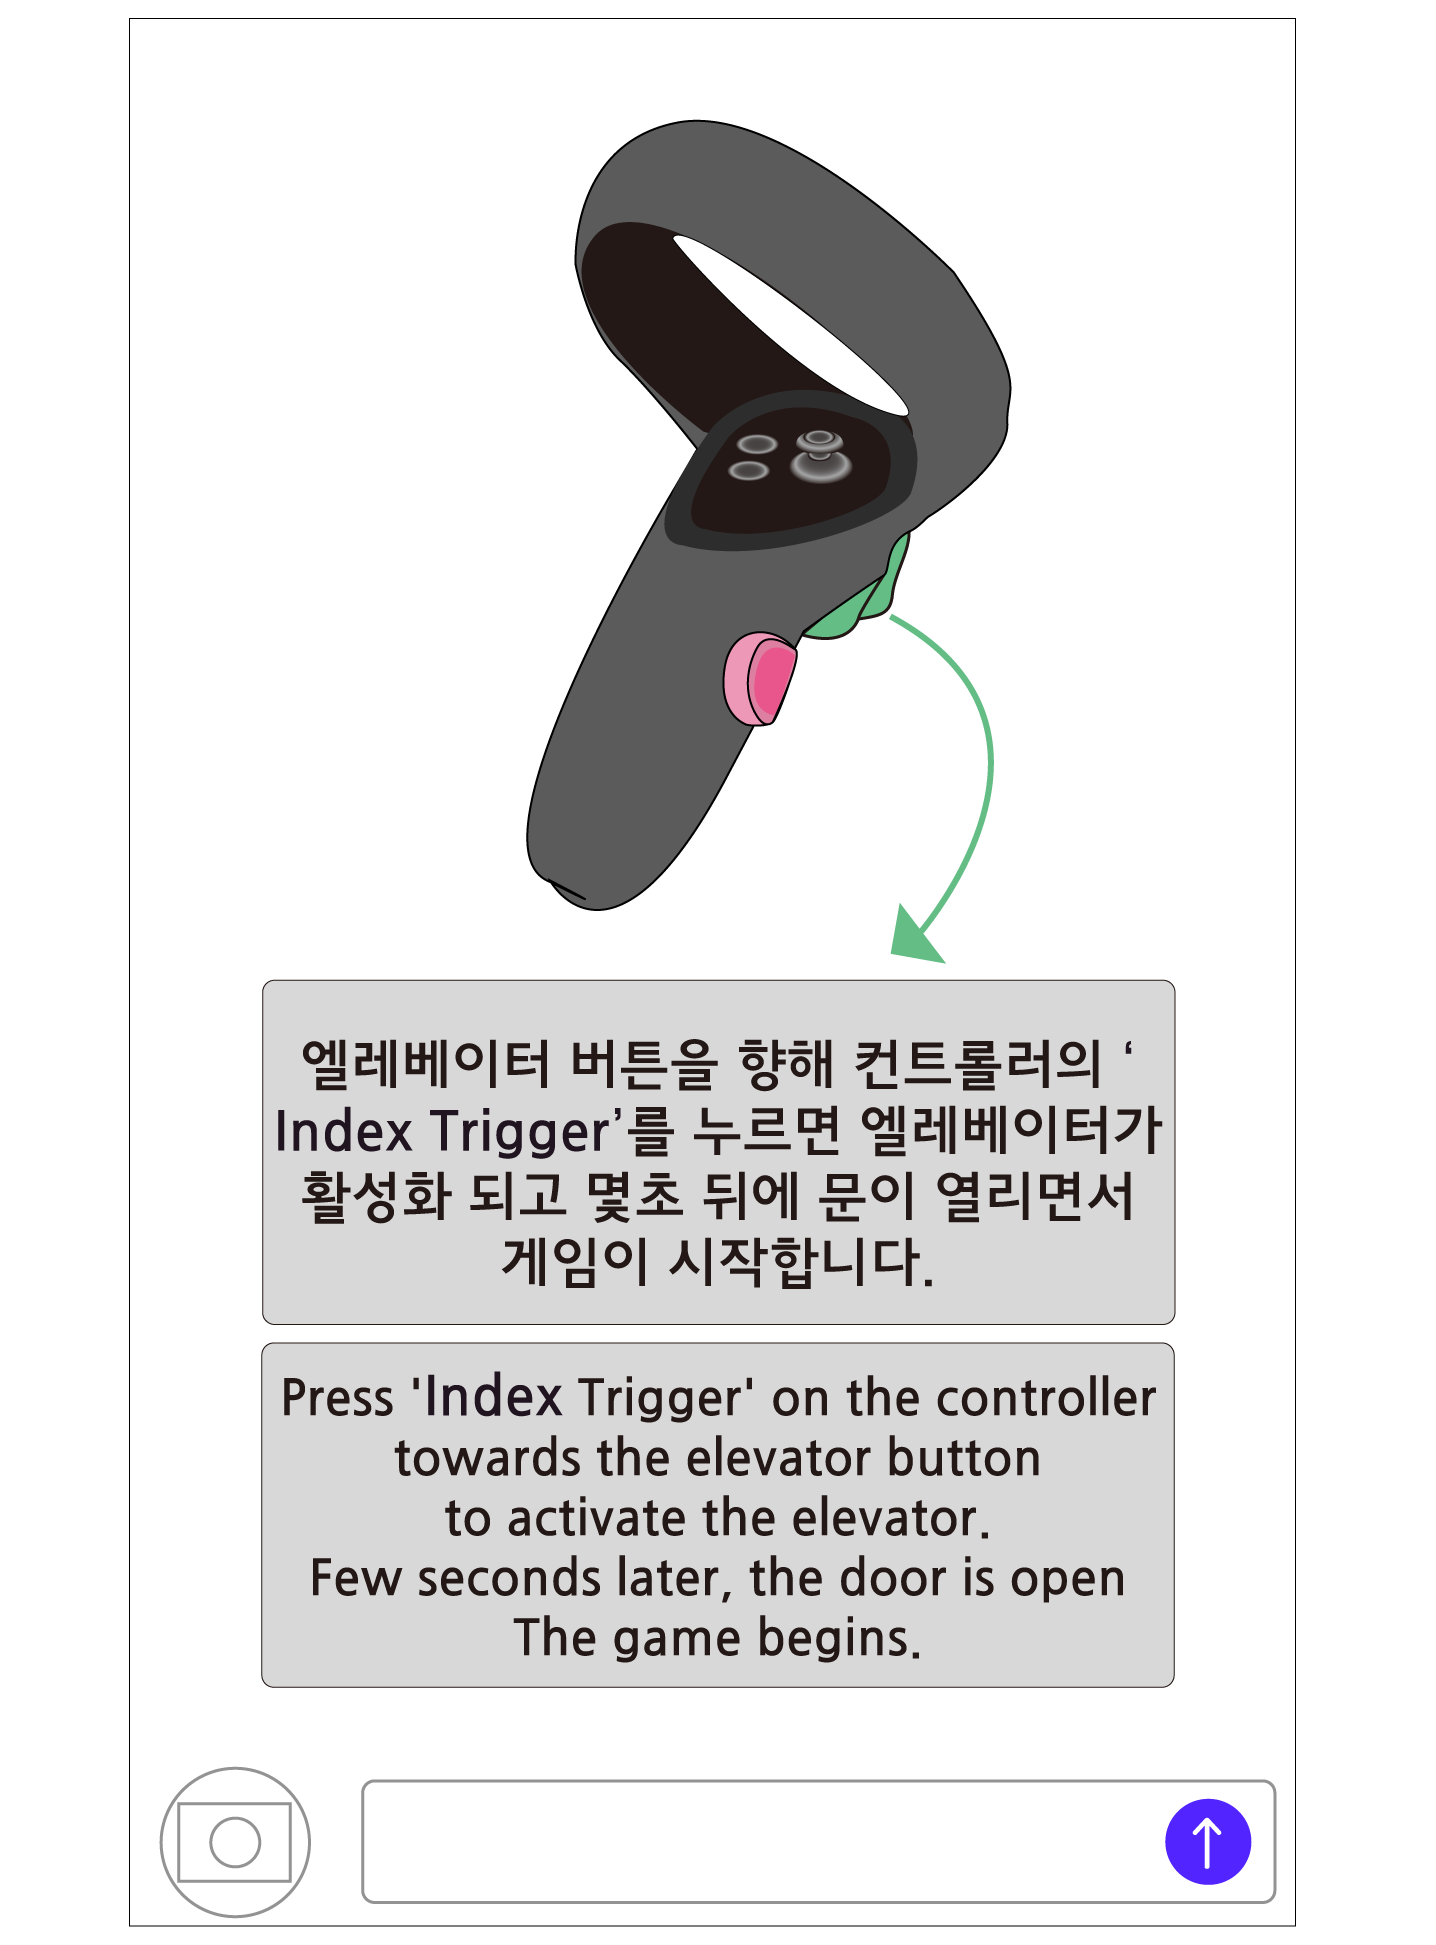 엘레베이터 버튼을 향해 컨트롤러의 ‘
Index Trigger’를 누르면 엘레베이터가
활성화 되고 몇초 뒤에 문이 열리면서
게임이 시작합니다.
Press 'Index Trigger' on the controller
towards the elevator button
to activate the elevator.
Few seconds later, the door is open
The game begins.